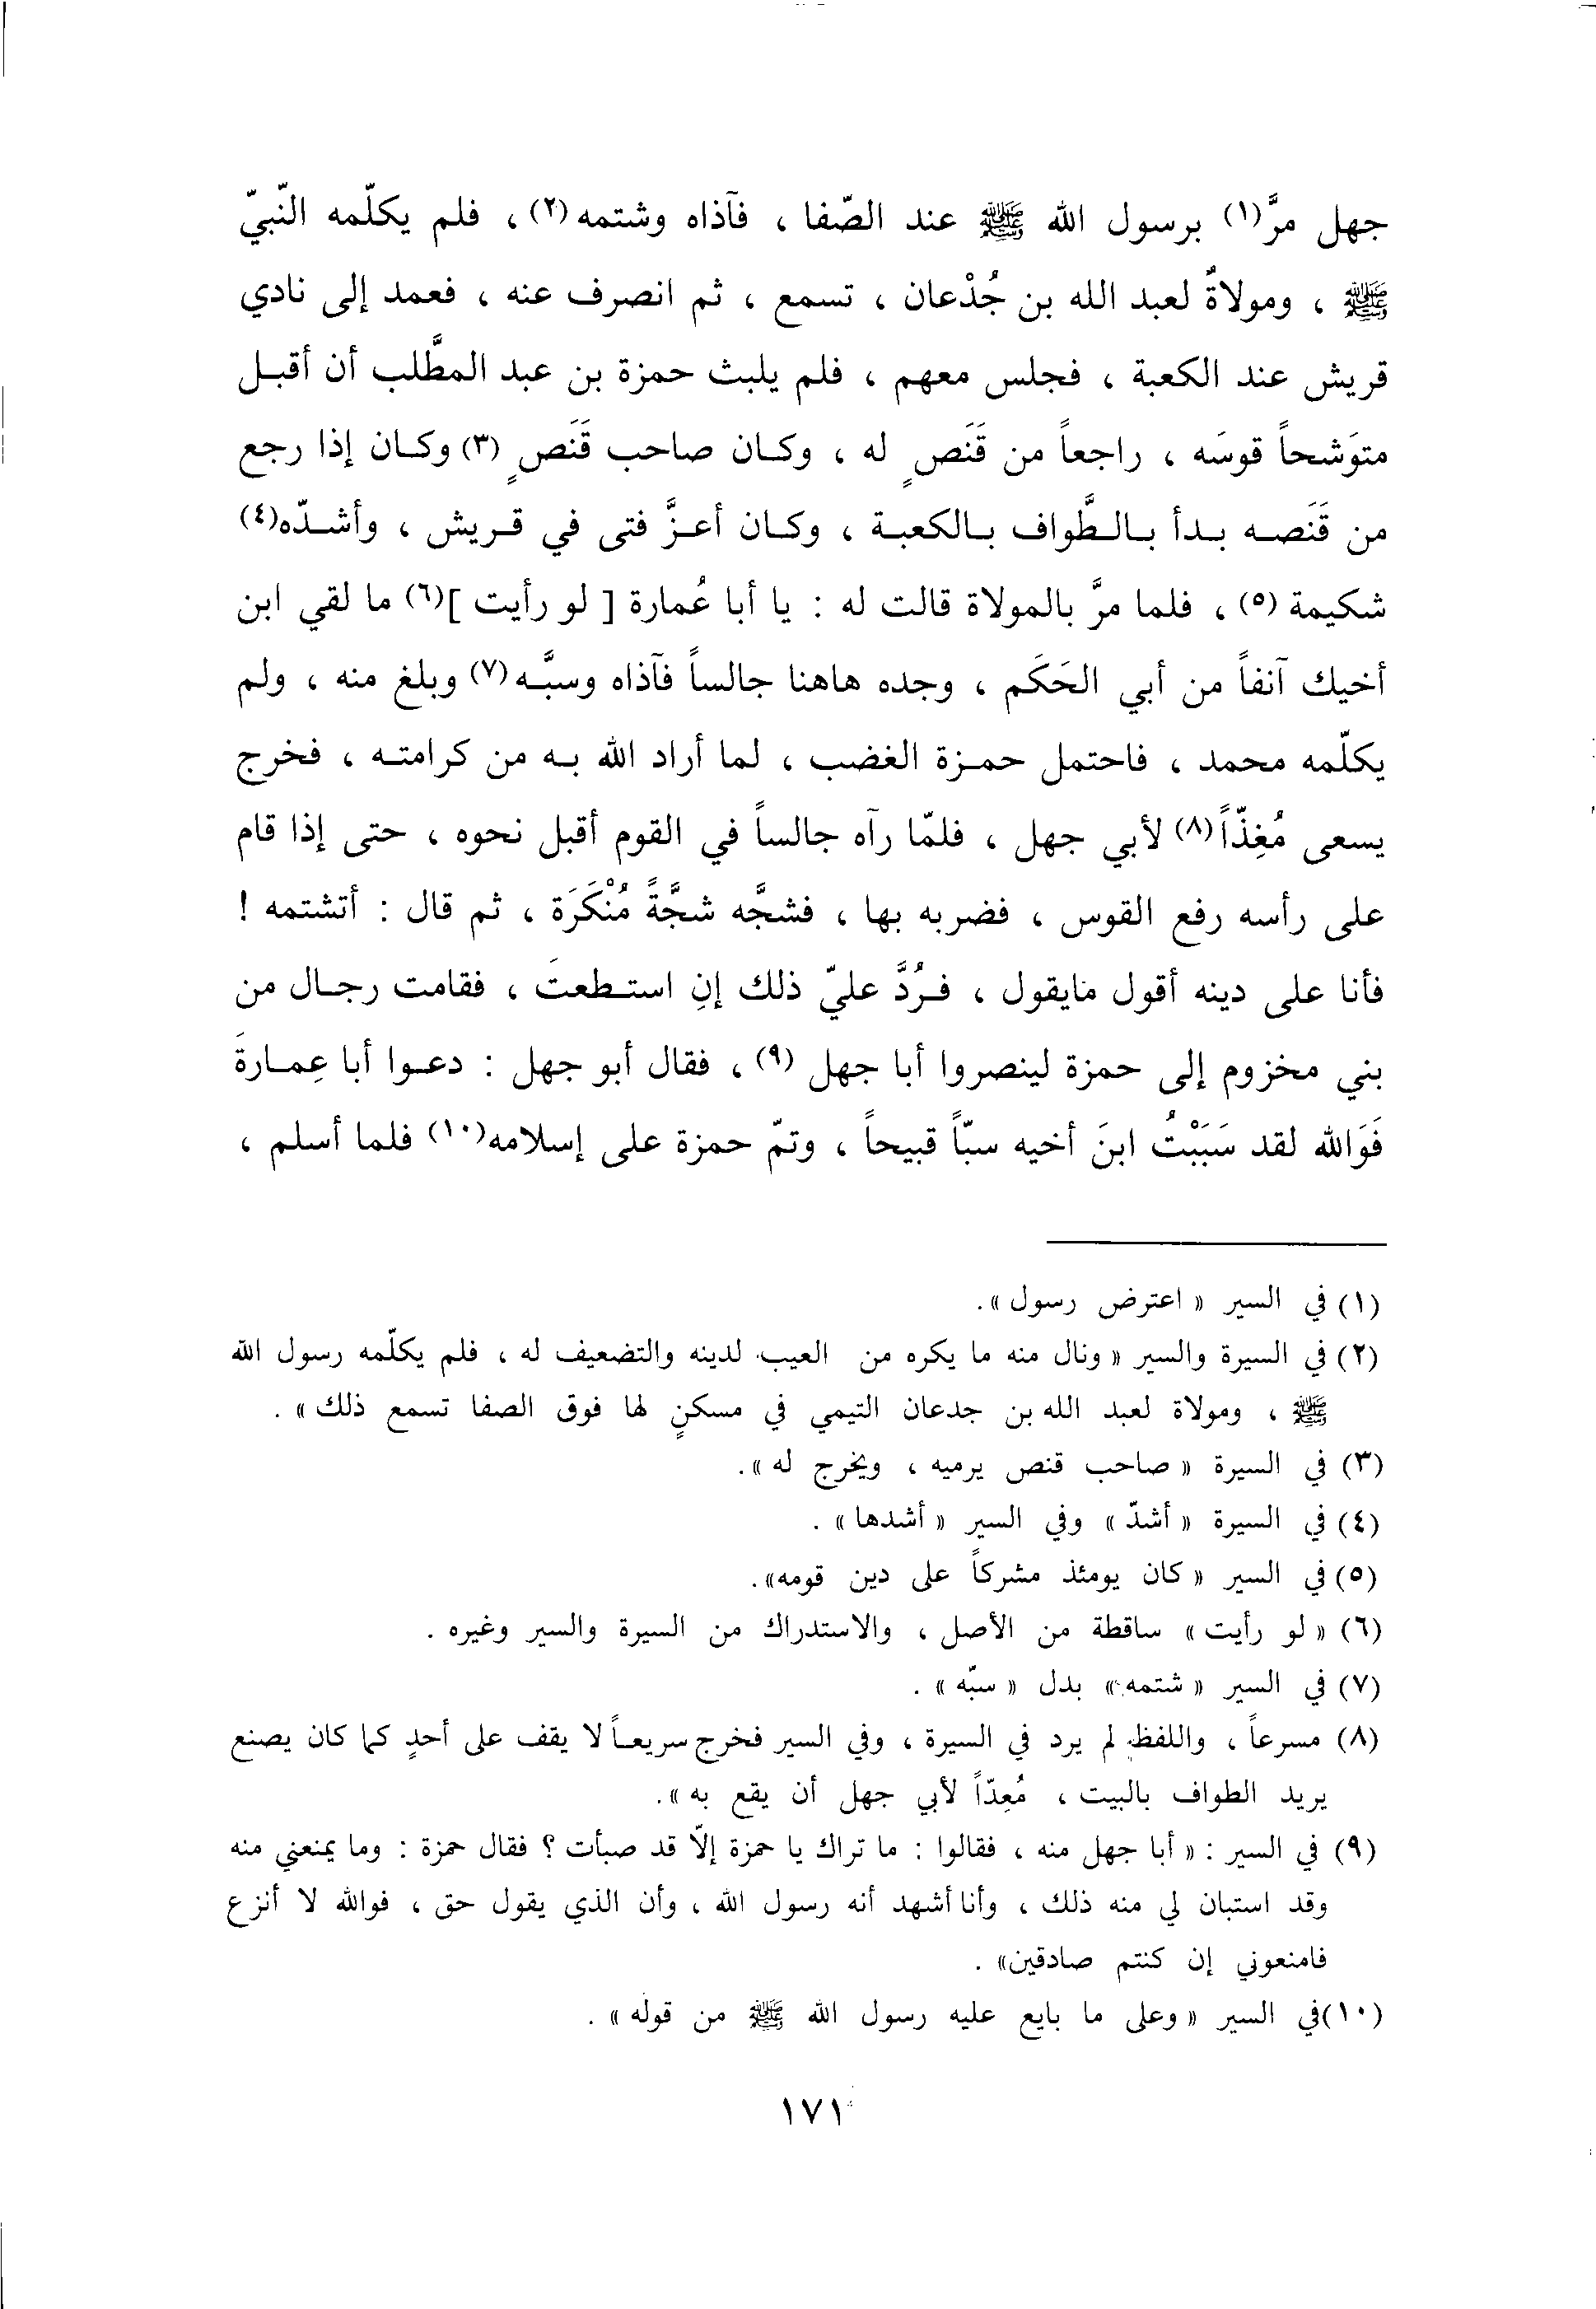 جهل مرَّ(١) برسول الله ﷺ عند الصّفا ، فآذاه وشتمه(٢) ، فلم يكلّمه النّبيّ
ﷺ ، ومولاةٌ لعبد الله بن جُدْعان ، تسمع ، ثم انصرف عنه ، فعمد إلى نادي
قريش عند الكعبة ، فجلس معهم ، فلم يلبث حمزة بن عبد المطَّلب أن أقبل
متوَشحاً قوسَه ، راجعاً من قَنَصٍ له ، وكان صاحب قَنَصٍ (٣) وكان إذا رجع
من قَنَصه بدأ بالطَّواف بالكعبة ، وكان أعزَّ فتى في قريش ، وأشدّه(٤)
شكيمة (٥) ، فلما مرَّ بالمولاة قالت له : يا أبا عُمارة [ لو رأيت ](٦) ما لقي ابن
أخيك آنفاً من أبي الحَكَم ، وجده هاهنا جالساً فآذاه وسبَّه(٧) وبلغ منه ، ولم
يكلّمه محمد ، فاحتمل حمزة الغضب ، لما أراد الله به من كرامته ، فخرج
يسعى مُغِذّاً(٨) لأبي جهل ، فلمّا رآه جالساً في القوم أقبل نحوه ، حتى إذا قام
على رأسه رفع القوس ، فضربه بها ، فشجَّه شجَّةً مُنْكَرَة ، ثم قال : أتشتمه !
فأنا على دينه أقول مايقول ، فرُدَّ عليّ ذلك إنِ استطعتَ ، فقامت رجال من
بني مخزوم إلى حمزة لينصروا أبا جهل (٩) ، فقال أبو جهل : دعوا أبا عِمارةَ
فَوَالله لقد سَبَبْتُ ابنَ أخيه سبّاً قبيحاً ، وتمّ حمزة على إسلامه(١٠) فلما أسلم ،
(١) في السير « اعترض رسول ».
(٢) في السيرة والسير « ونال منه ما يكره من العيب لدينه والتضعيف له ، فلم يكلّمه رسول الله
ﷺ ، ومولاة لعبد الله بن جدعان التيمي في مسكنٍ لها فوق الصفا تسمع ذلك » .
(٣) في السيرة « صاحب قنص يرميه ، ويخرج له ».
(٤) في السيرة « أشدّ » وفي السير « أشدها » .
(٥) في السير « كان يومئذ مشركاً على دين قومه».
(٦) « لو رأيت » ساقطة من الأصل ، والاستدراك من السيرة والسير وغيره .
(٧) في السير « شتمه » بدل « سبّه » .
(٨) مسرعاً ، واللفظ لم يرد في السيرة ، وفي السير فخرج سريعاً لا يقف على أحدٍ كما كان يصنع
يريد الطواف بالبيت ، مُعِدّاً لأبي جهل أن يقع به ».
(٩) في السير : « أبا جهل منه ، فقالوا : ما تراك يا حمزة إلّا قد صبأت ؟ فقال حمزة : وما يمنعني منه
وقد استبان لي منه ذلك ، وأنا أشهد أنه رسول الله ، وأن الذي يقول حق ، فوالله لا أنزع
فامنعوني إن كنتم صادقين» .
(١٠)في السير « وعلى ما بايع عليه رسول الله ﷺ من قوله » .
١٧١